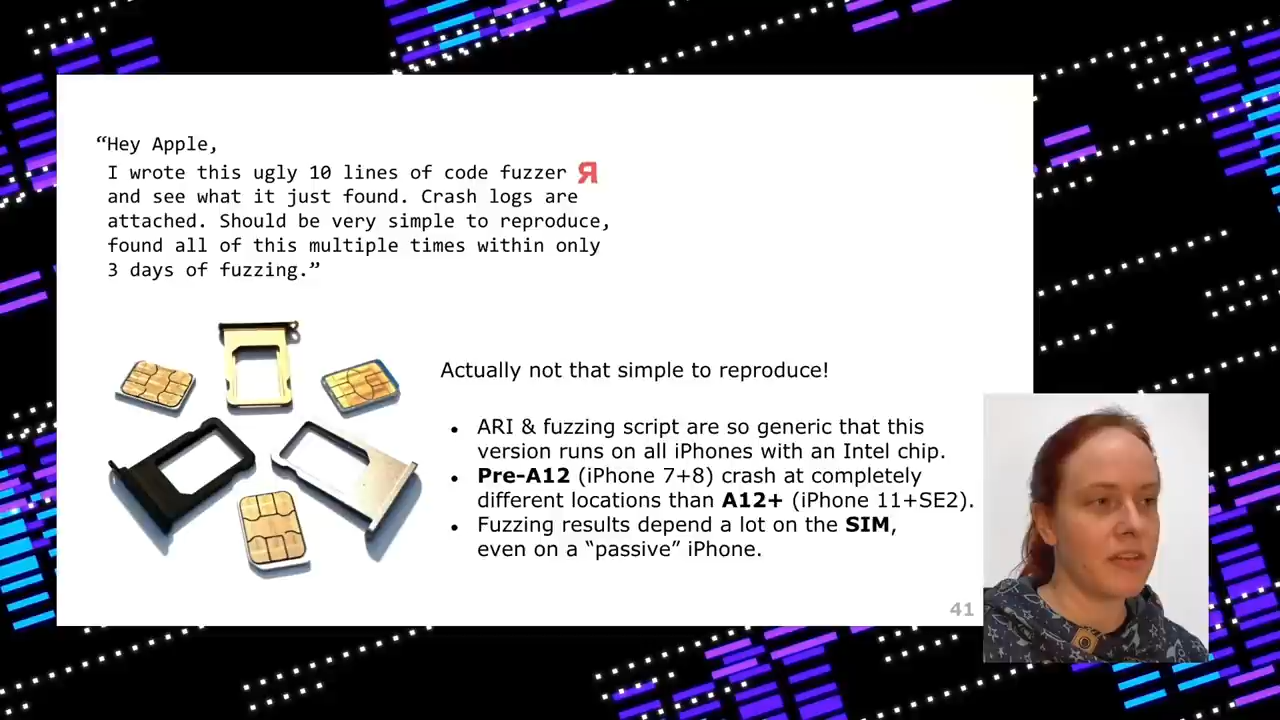 “Hey Apple,
I wrote this ugly 10 lines of code fuzzer Я
and see what it just found. Crash logs are
attached. Should be very simple to reproduce,
found all of this multiple times within only
3 days of fuzzing.”
Actually not that simple to reproduce!
• ARI & fuzzing script are so generic that this
version runs on all iPhones with an Intel chip.
• Pre-A12 (iPhone 7+8) crash at completely
different locations than A12+ (iPhone 11+SE2).
• Fuzzing results depend a lot on the SIM,
even on a “passive” iPhone.
41